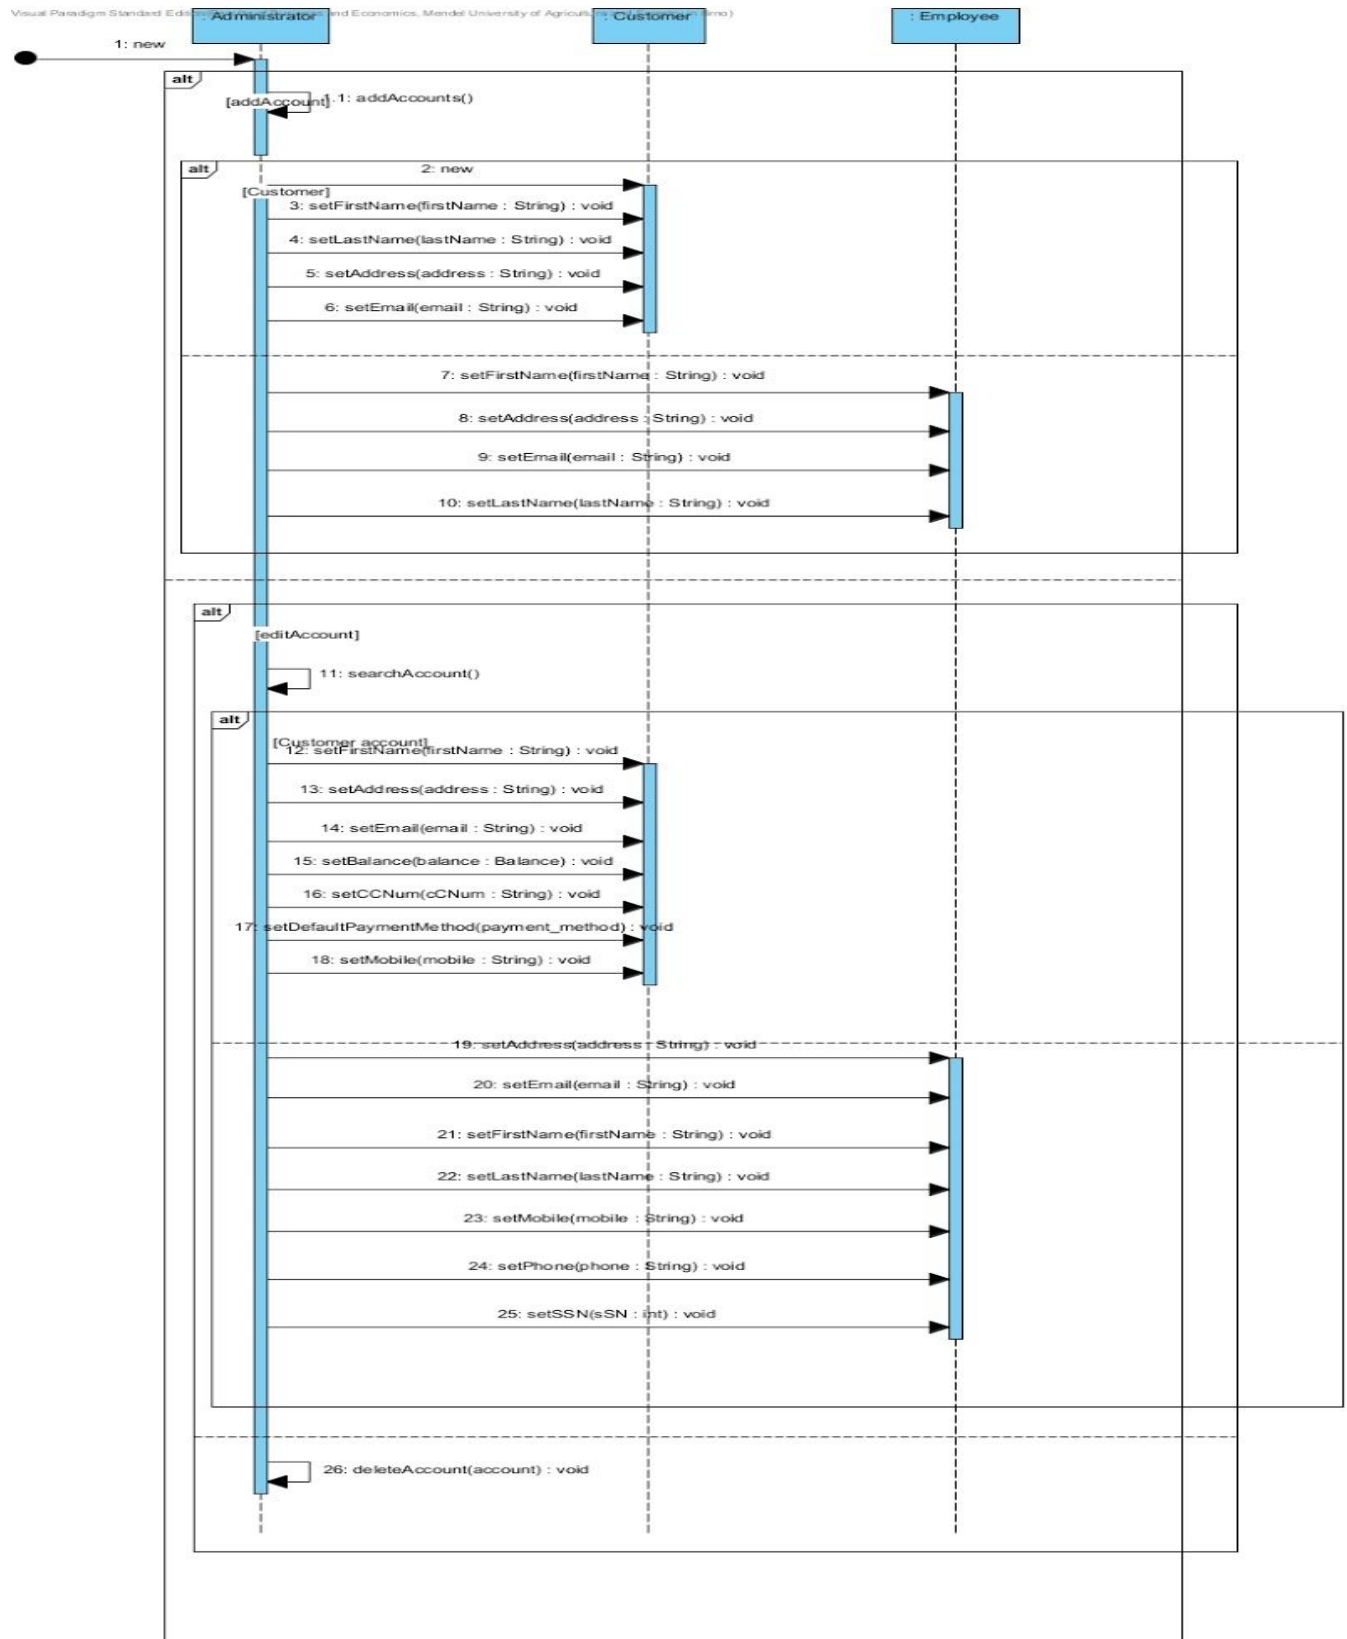 Visual Paradigm Standard Edition nd Economics, Mendel University of Agricult
: Administrator
: Customer
: Employee
1: new
alt
[addAccount]
1.1: addAccounts()
alt
2: new
[Customer]
3: setFirstName(firstName : String) : void
4: setLastName(lastName : String) : void
5: setAddress(address : String) : void
6: setEmail(email : String) : void
7: setFirstName(firstName : String) : void
8: setAddress(address : String) : void
9: setEmail(email : String) : void
10: setLastName(lastName : String) : void
alt
[editAccount]
11: searchAccount()
alt
[Customer account]
12: setFirstName(firstName : String) : void
13: setAddress(address : String) : void
14: setEmail(email : String) : void
15: setBalance(balance : Balance) : void
16: setCCNum(cCNum : String) : void
17: setDefaultPaymentMethod(payment_method) : void
18: setMobile(mobile : String) : void
19: setAddress(address : String) : void
20: setEmail(email : String) : void
21: setFirstName(firstName : String) : void
22: setLastName(lastName : String) : void
23: setMobile(mobile : String) : void
24: setPhone(phone : String) : void
25: setSSN(sSN : int) : void
26: deleteAccount(account) : void